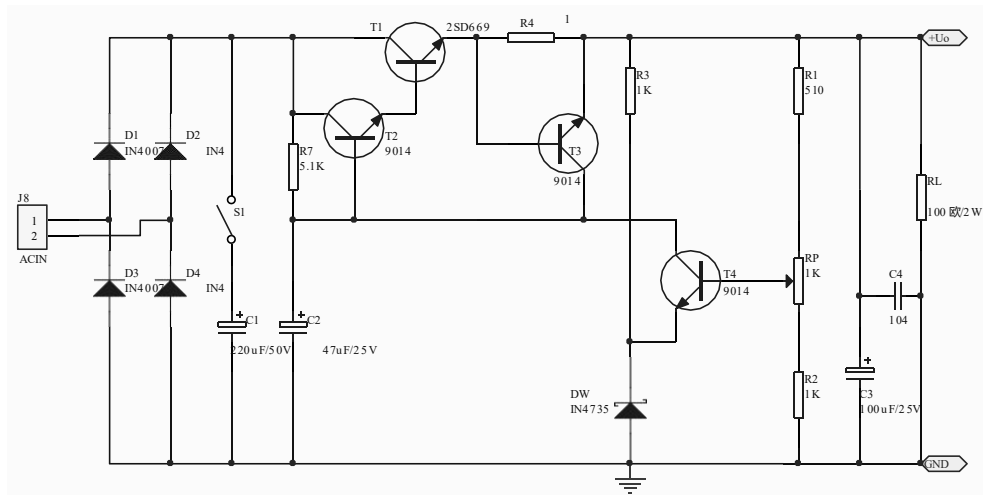 T1
2SD669
R4
1
+Uo
R3
1K
R1
510
D1
IN4007
D2
IN4
R7
5.1K
T2
9014
T3
9014
J8
1
2
ACIN
S1
RL
100 欧/2W
D3
IN4007
D4
IN4
T4
9014
RP
1K
C4
104
C1
220uF/50V
C2
47uF/25V
DW
IN4735
R2
1K
C3
100uF/25V
GND